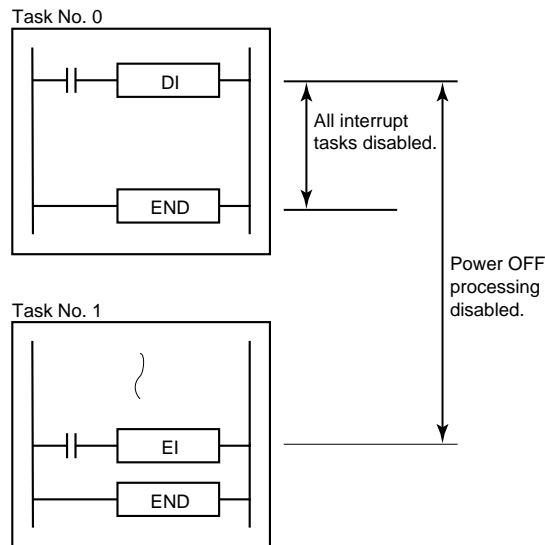 Task No. 0
DI
All interrupt
tasks disabled.
END
Power OFF
processing
disabled.
Task No. 1
EI
END